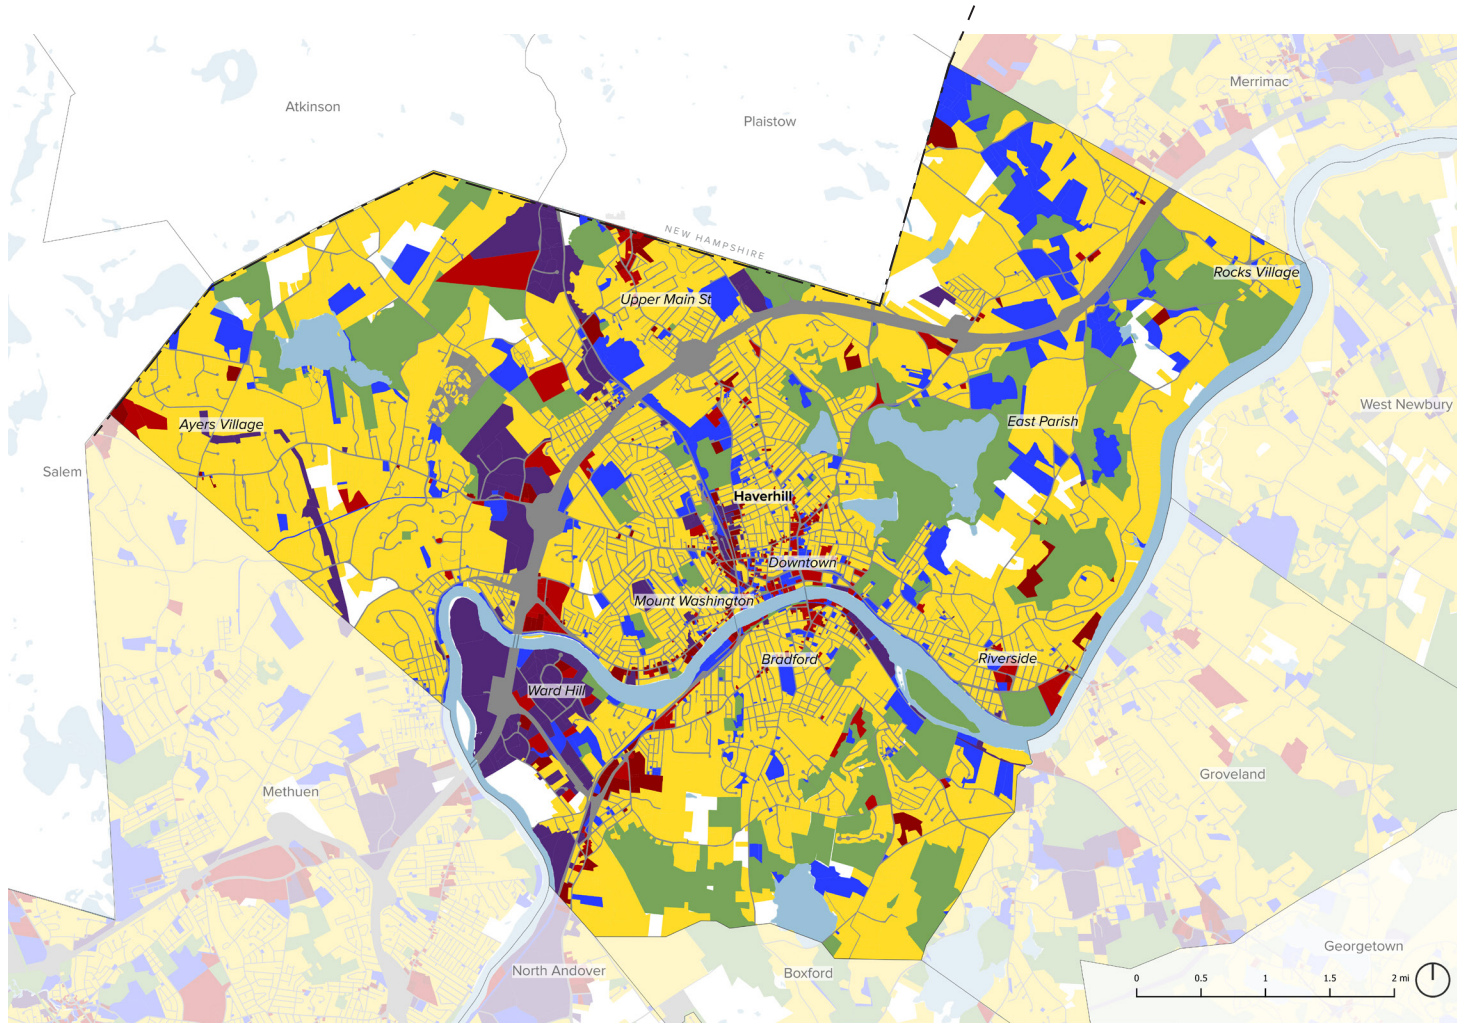 Merrimac
Atkinson
Plaistow
NEW HAMPSHIRE
Rocks Village
Upper Main St
West Newbury
Ayers Village
East Parish
Salem
Haverhill
Downtown
Mount Washington
Bradford
Riverside
Ward Hill
Groveland
Methuen
Georgetown
North Andover
Boxford
0 0.5 1 1.5 2 mi